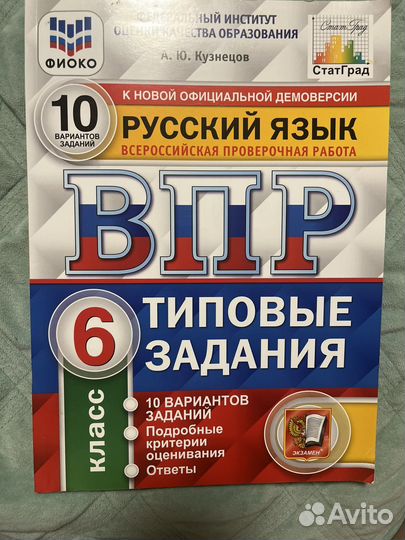 ФЕДЕРАЛЬНЫЙ ИНСТИТУТ
ОЦЕНКИ КАЧЕСТВА ОБРАЗОВАНИЯ
А. Ю. Кузнецов
ФИОКО
СтатГрад
СтатГрад
К НОВОЙ ОФИЦИАЛЬНОЙ ДЕМОВЕРСИИ
10
ВАРИАНТОВ
ЗАДАНИЙ
РУССКИЙ ЯЗЫК
ВСЕРОССИЙСКАЯ ПРОВЕРОЧНАЯ РАБОТА
ВПР
6
класс
ТИПОВЫЕ
ЗАДАНИЯ
• 10 ВАРИАНТОВ
ЗАДАНИЙ
• Подробные
критерии
оценивания
• Ответы
ЭКЗАМЕН
Avito